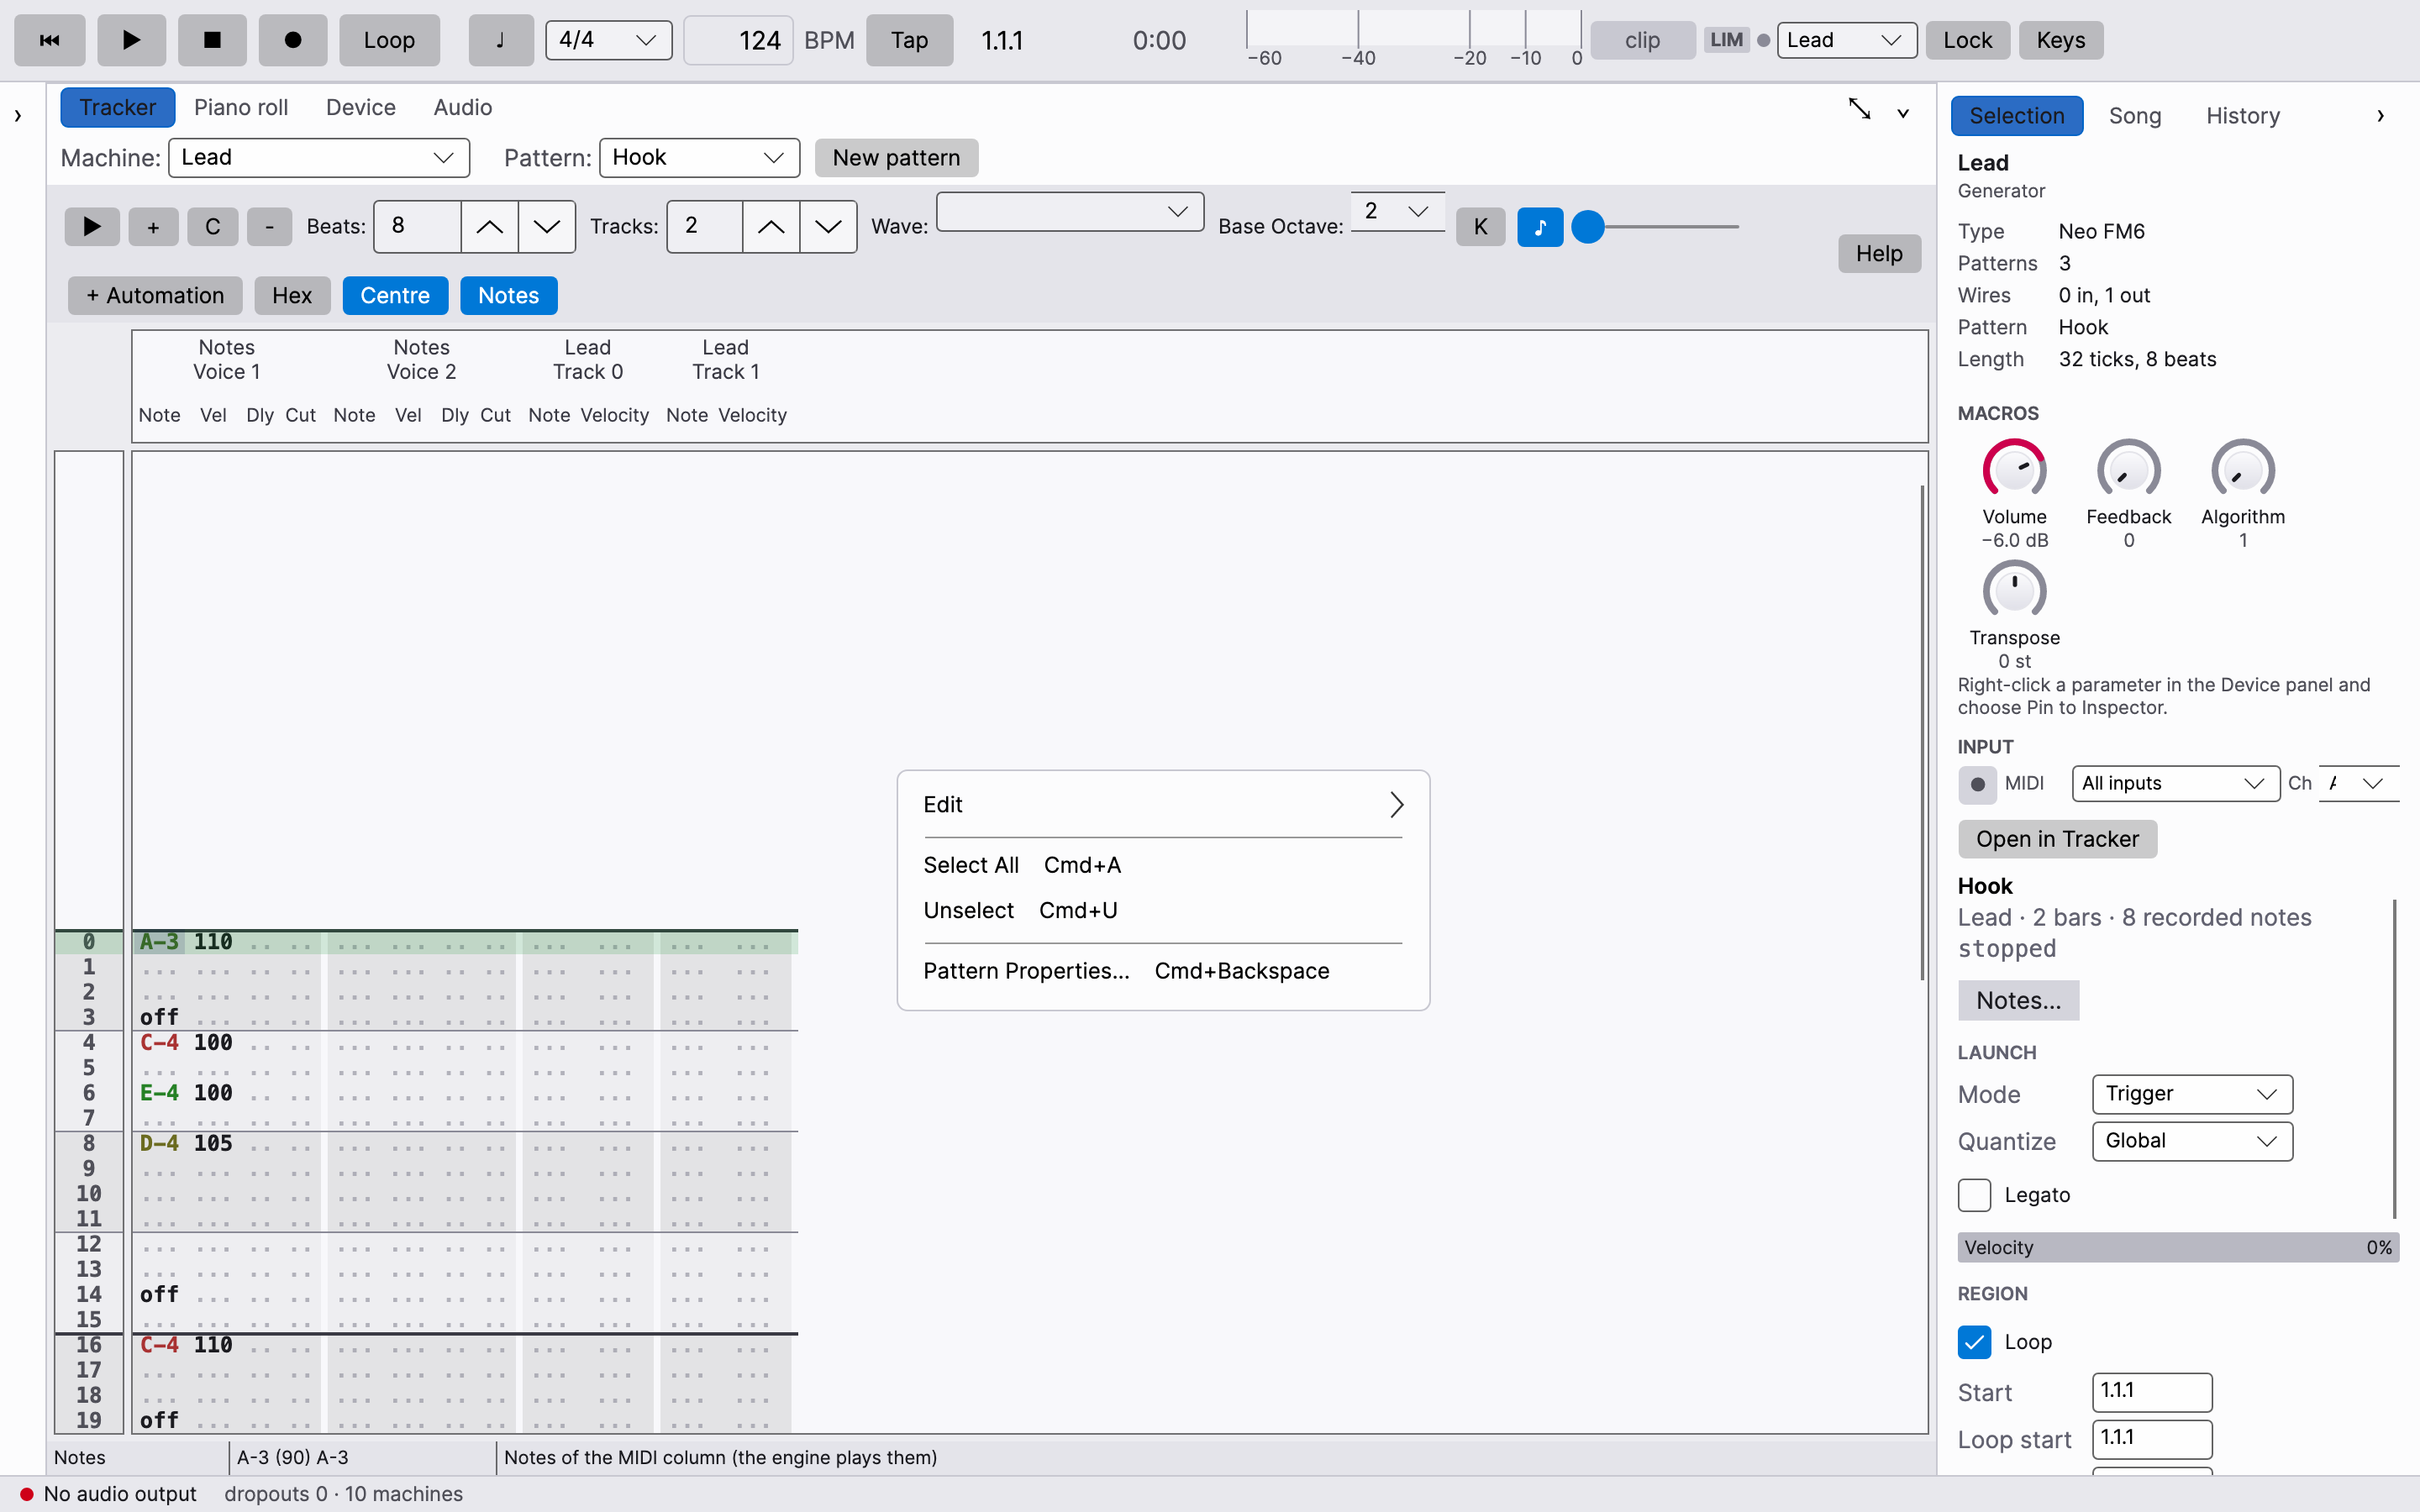 Loop 4/4 124 BPM Tap 1.1.1 0:00 −60 −40 −20 −10 0 clip LIM Lead Lock Keys
Tracker Piano roll Device Audio
Machine: Lead Pattern: Hook New pattern
+ C - Beats: 8 Tracks: 2 Wave: Base Octave: 2 K Help
+ Automation Hex Centre Notes
Notes Notes Lead Lead
Voice 1 Voice 2 Track 0 Track 1
Note Vel Dly Cut Note Vel Dly Cut Note Velocity Note Velocity
0 A-3 110
1
2
3 off
4 C-4 100
5
6 E-4 100
7
8 D-4 105
9
10
11
12
13
14 off
15
16 C-4 110
17
18
19 off
Edit
Select All Cmd+A
Unselect Cmd+U
Pattern Properties... Cmd+Backspace
Notes A-3 (90) A-3 Notes of the MIDI column (the engine plays them)
No audio output dropouts 0 · 10 machines
Selection Song History
Lead
Generator
Type Neo FM6
Patterns 3
Wires 0 in, 1 out
Pattern Hook
Length 32 ticks, 8 beats
MACROS
Volume Feedback Algorithm
−6.0 dB 0 1
Transpose
0 st
Right-click a parameter in the Device panel and
choose Pin to Inspector.
INPUT
MIDI All inputs Ch
Open in Tracker
Hook
Lead · 2 bars · 8 recorded notes
stopped
Notes...
LAUNCH
Mode Trigger
Quantize Global
Legato
Velocity 0%
REGION
Loop
Start 1.1.1
Loop start 1.1.1